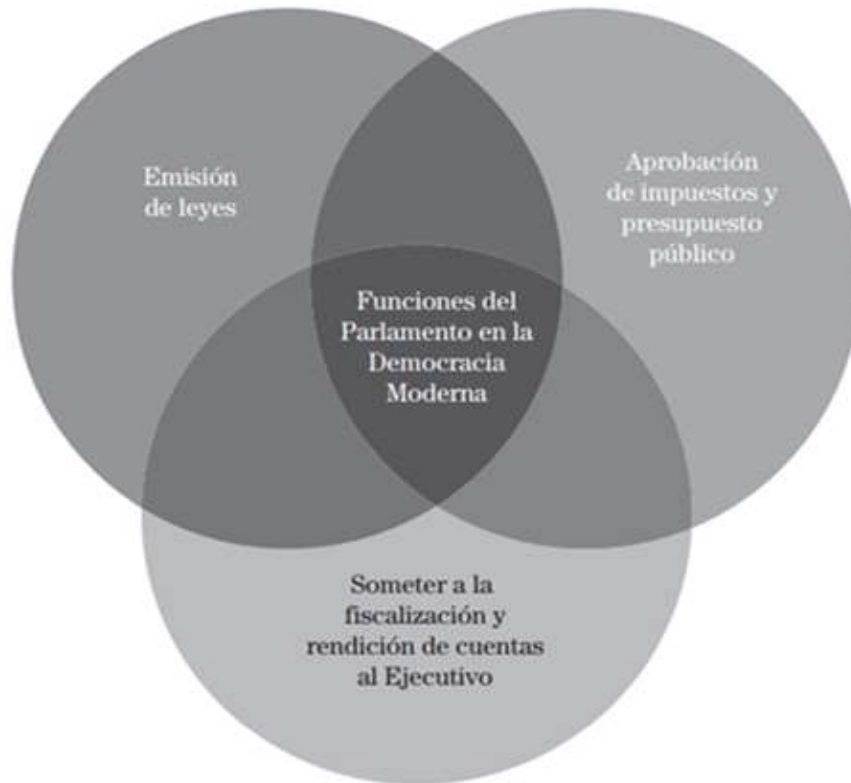 Emisión
de leyes
Aprobación
de impuestos y
presupuesto
público
Funciones del
Parlamento en la
Democracia
Moderna
Someter a la
fiscalización y
rendición de cuentas
al Ejecutivo